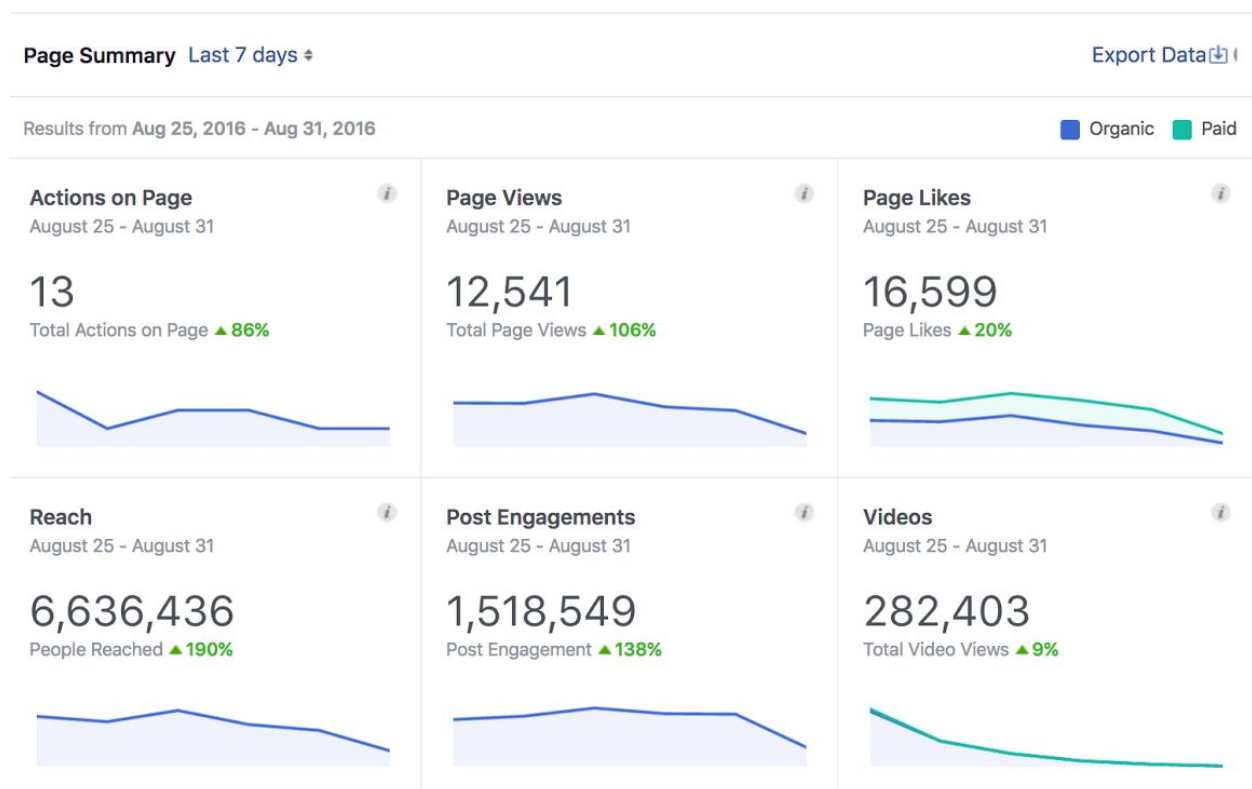 Page Summary Last 7 days
Export Data
Results from Aug 25, 2016 - Aug 31, 2016
Organic Paid
Actions on Page
August 25 - August 31
13
Total Actions on Page ▲ 86%
Page Views
August 25 - August 31
12,541
Total Page Views ▲ 106%
Page Likes
August 25 - August 31
16,599
Page Likes ▲ 20%
Reach
August 25 - August 31
6,636,436
People Reached ▲ 190%
Post Engagements
August 25 - August 31
1,518,549
Post Engagement ▲ 138%
Videos
August 25 - August 31
282,403
Total Video Views ▲ 9%